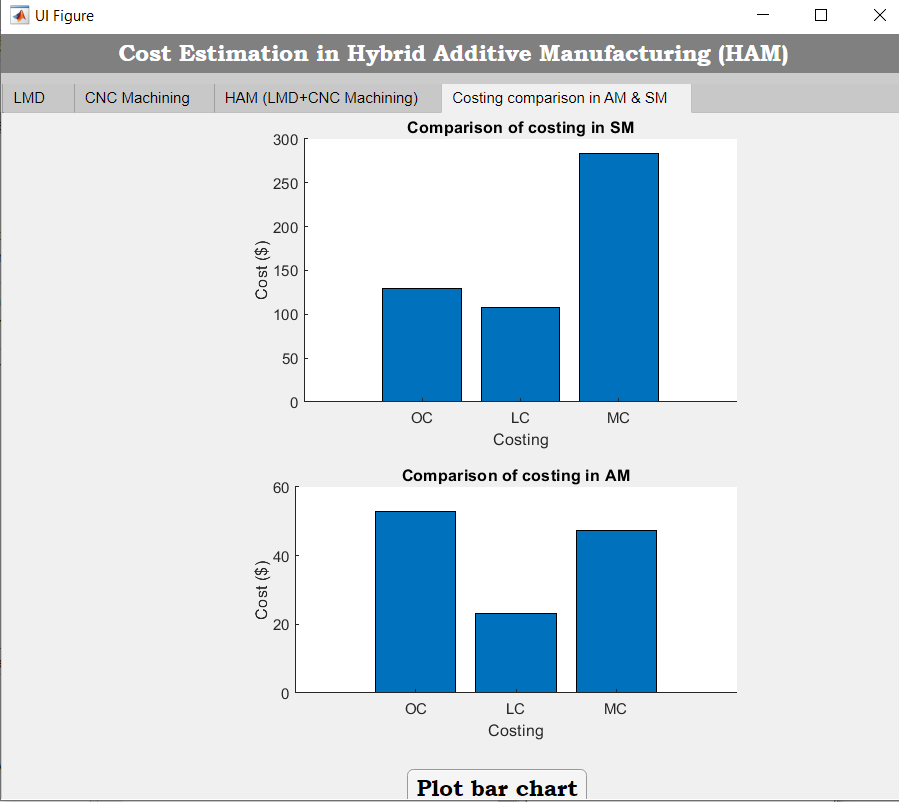 UI Figure
Cost Estimation in Hybrid Additive Manufacturing (HAM)
LMD
CNC Machining
HAM (LMD+CNC Machining)
Costing comparison in AM & SM
Comparison of costing in SM
300
250
200
150
100
50
0
Cost ($)
OC
LC
MC
Costing
Comparison of costing in AM
60
40
20
0
Cost ($)
OC
LC
MC
Costing
Plot bar chart